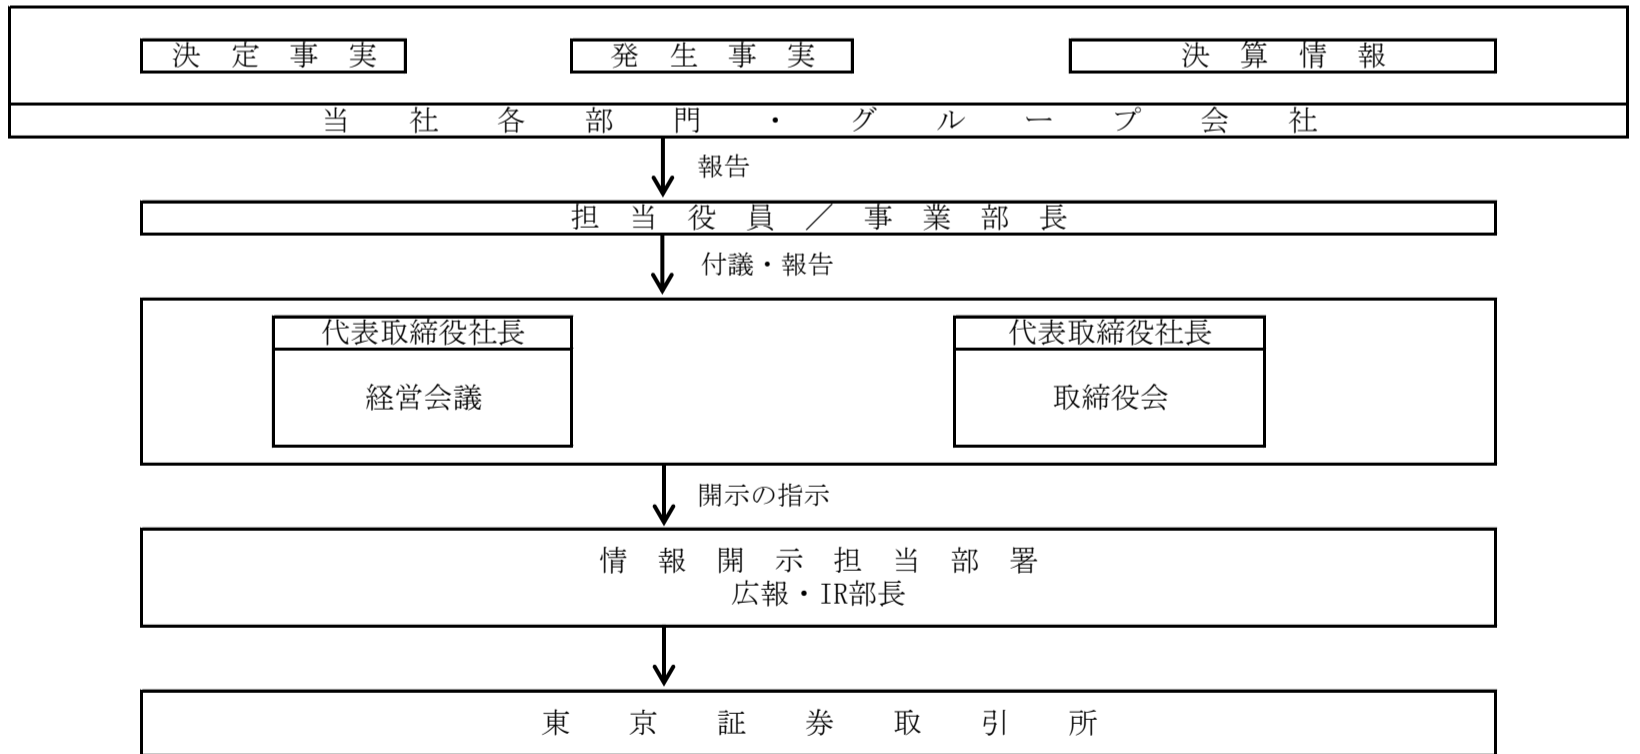 決定事実 発生事実 決算情報
当社各部門・グループ会社
報告
担当役員／事業部長
付議・報告
代表取締役社長 代表取締役社長
経営会議 取締役会
開示の指示
情報開示担当部署
広報・IR部長
東京証券取引所